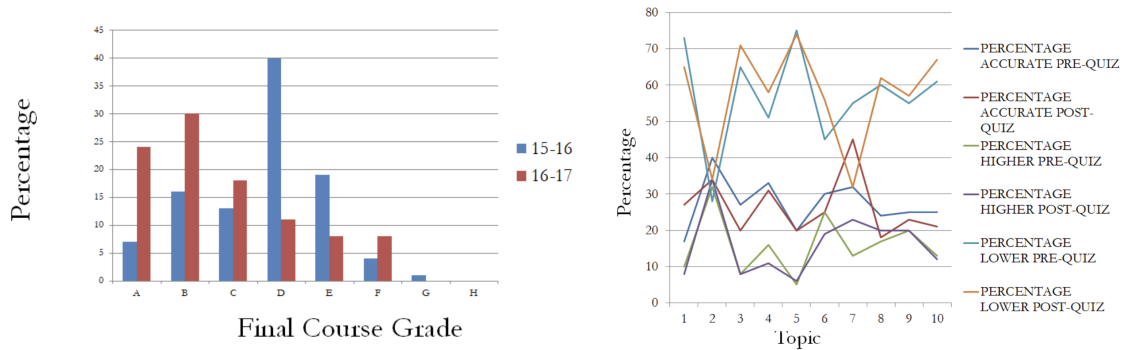 45
40
35
30
25
20
15
10
5
0
Percentage
A B C D E F G H
Final Course Grade
15-16
16-17
80
70
60
50
40
30
20
10
0
Percentage
1 2 3 4 5 6 7 8 9 10
Topic
PERCENTAGE
ACCURATE PRE-QUIZ
PERCENTAGE
ACCURATE POST-
QUIZ
PERCENTAGE
HIGHER PRE-QUIZ
PERCENTAGE
HIGHER POST-QUIZ
PERCENTAGE
LOWER PRE-QUIZ
PERCENTAGE
LOWER POST-QUIZ